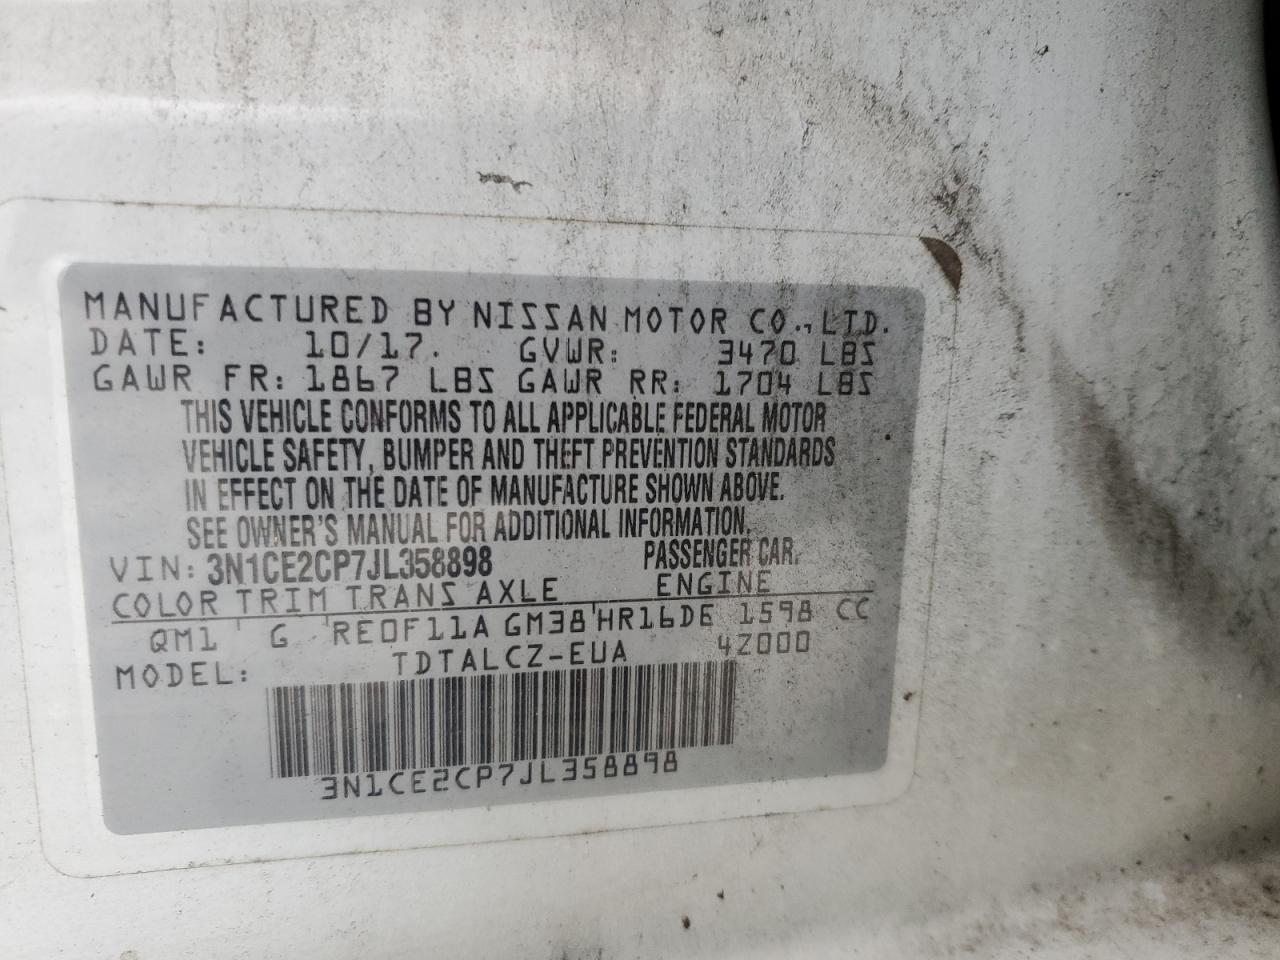 MANUFACTURED BY NISSAN MOTOR CO., LTD.
DATE: 10/17. GVWR: 3470 LBS
GAWR FR: 1867 LBS GAWR RR: 1704 LBS
THIS VEHICLE CONFORMS TO ALL APPLICABLE FEDERAL MOTOR
VEHICLE SAFETY, BUMPER AND THEFT PREVENTION STANDARDS
IN EFFECT ON THE DATE OF MANUFACTURE SHOWN ABOVE.
SEE OWNER'S MANUAL FOR ADDITIONAL INFORMATION.
VIN: 3N1CE2CP7JL358898 PASSENGER CAR.
COLOR TRIM TRANS AXLE ENGINE
QM1 G RE0F11A GM38 HR16DE 1598 CC
MODEL: TDTALCZ-EUA 4Z000
3N1CE2CP7JL358898